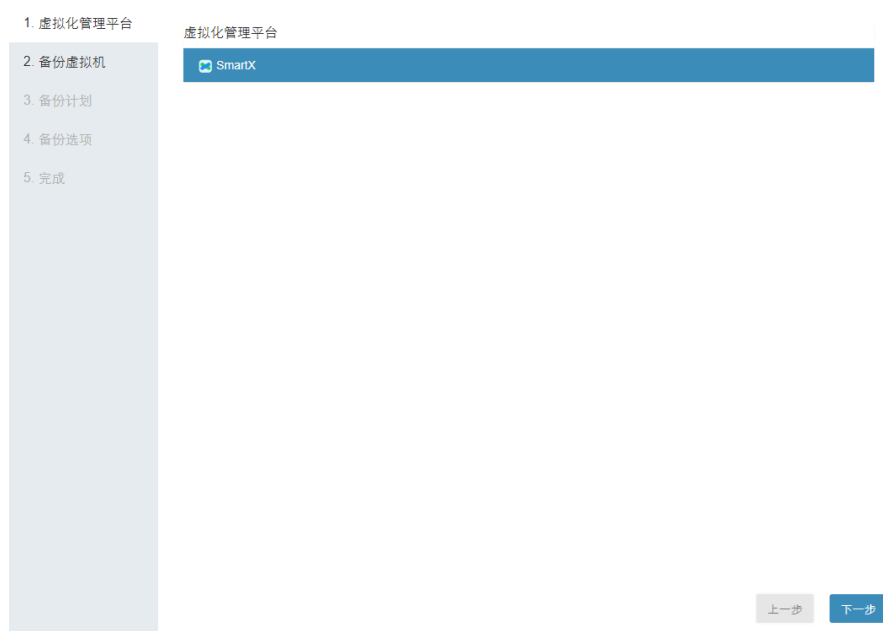 1. 虚拟化管理平台
2. 备份虚拟机
3. 备份计划
4. 备份选项
5. 完成
虚拟化管理平台
SmartX
上一步
下一步